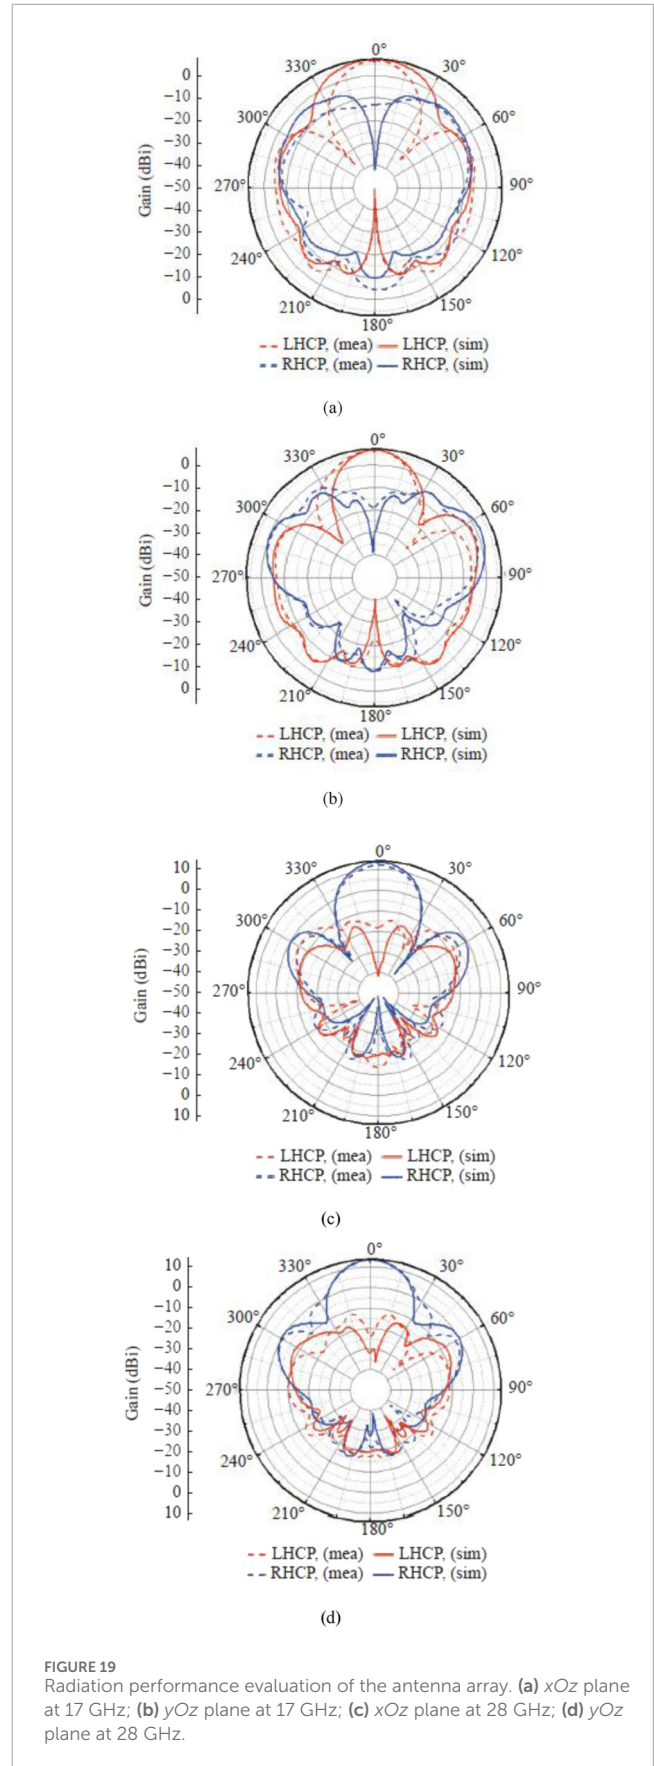 0°
330° 30°
0
−10
300° 60°
−20
−30
−40
Gain (dBi) −50 270° 90°
−40
−30
−20
240° 120°
−10
0
210° 150°
180°
LHCP, (mea) LHCP, (sim)
RHCP, (mea) RHCP, (sim)
(a)
0°
330° 30°
0
−10
300° 60°
−20
−30
−40
Gain (dBi) −50 270° 90°
−40
−30
−20
240° 120°
−10
0
210° 150°
180°
LHCP, (mea) LHCP, (sim)
RHCP, (mea) RHCP, (sim)
(b)
0°
10 330° 30°
0
−10
300° 60°
−20
−30
−40
Gain (dBi) −50 270° 90°
−40
−30
−20
240° 120°
−10
0
210° 150°
10
180°
LHCP, (mea) LHCP, (sim)
RHCP, (mea) RHCP, (sim)
(c)
0°
10 330° 30°
0
−10
300° 60°
−20
−30
−40
Gain (dBi) −50 270° 90°
−40
−30
−20
240° 120°
−10
0
210° 150°
10
180°
LHCP, (mea) LHCP, (sim)
RHCP, (mea) RHCP, (sim)
(d)
FIGURE 19
Radiation performance evaluation of the antenna array. (a) xOz plane
at 17 GHz; (b) yOz plane at 17 GHz; (c) xOz plane at 28 GHz; (d) yOz
plane at 28 GHz.